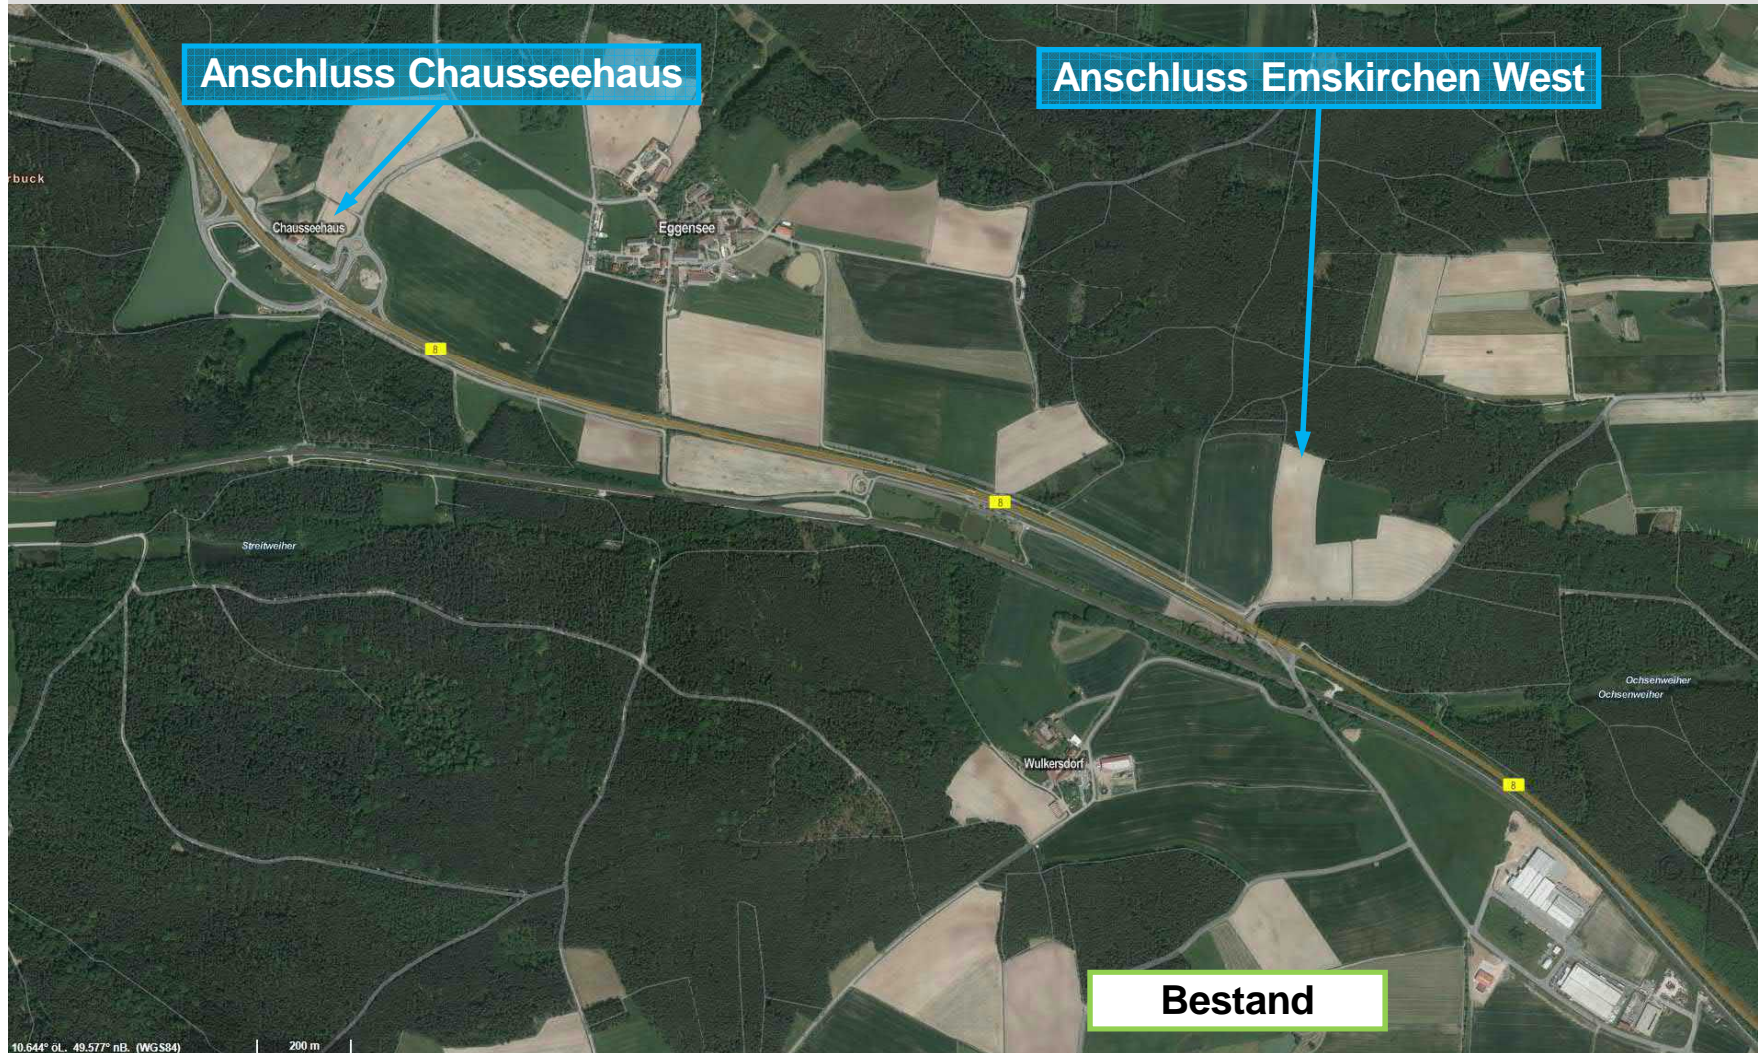 Anschluss Chausseehaus
Anschluss Emskirchen West
rbuck
Chausseehaus
Eggensee
8
8
Streitweiher
Ochsenweiher
Ochsenweiher
Wulkersdorf
8
Bestand
10.644° öL. 49.577° nB. (WGS84)
200 m